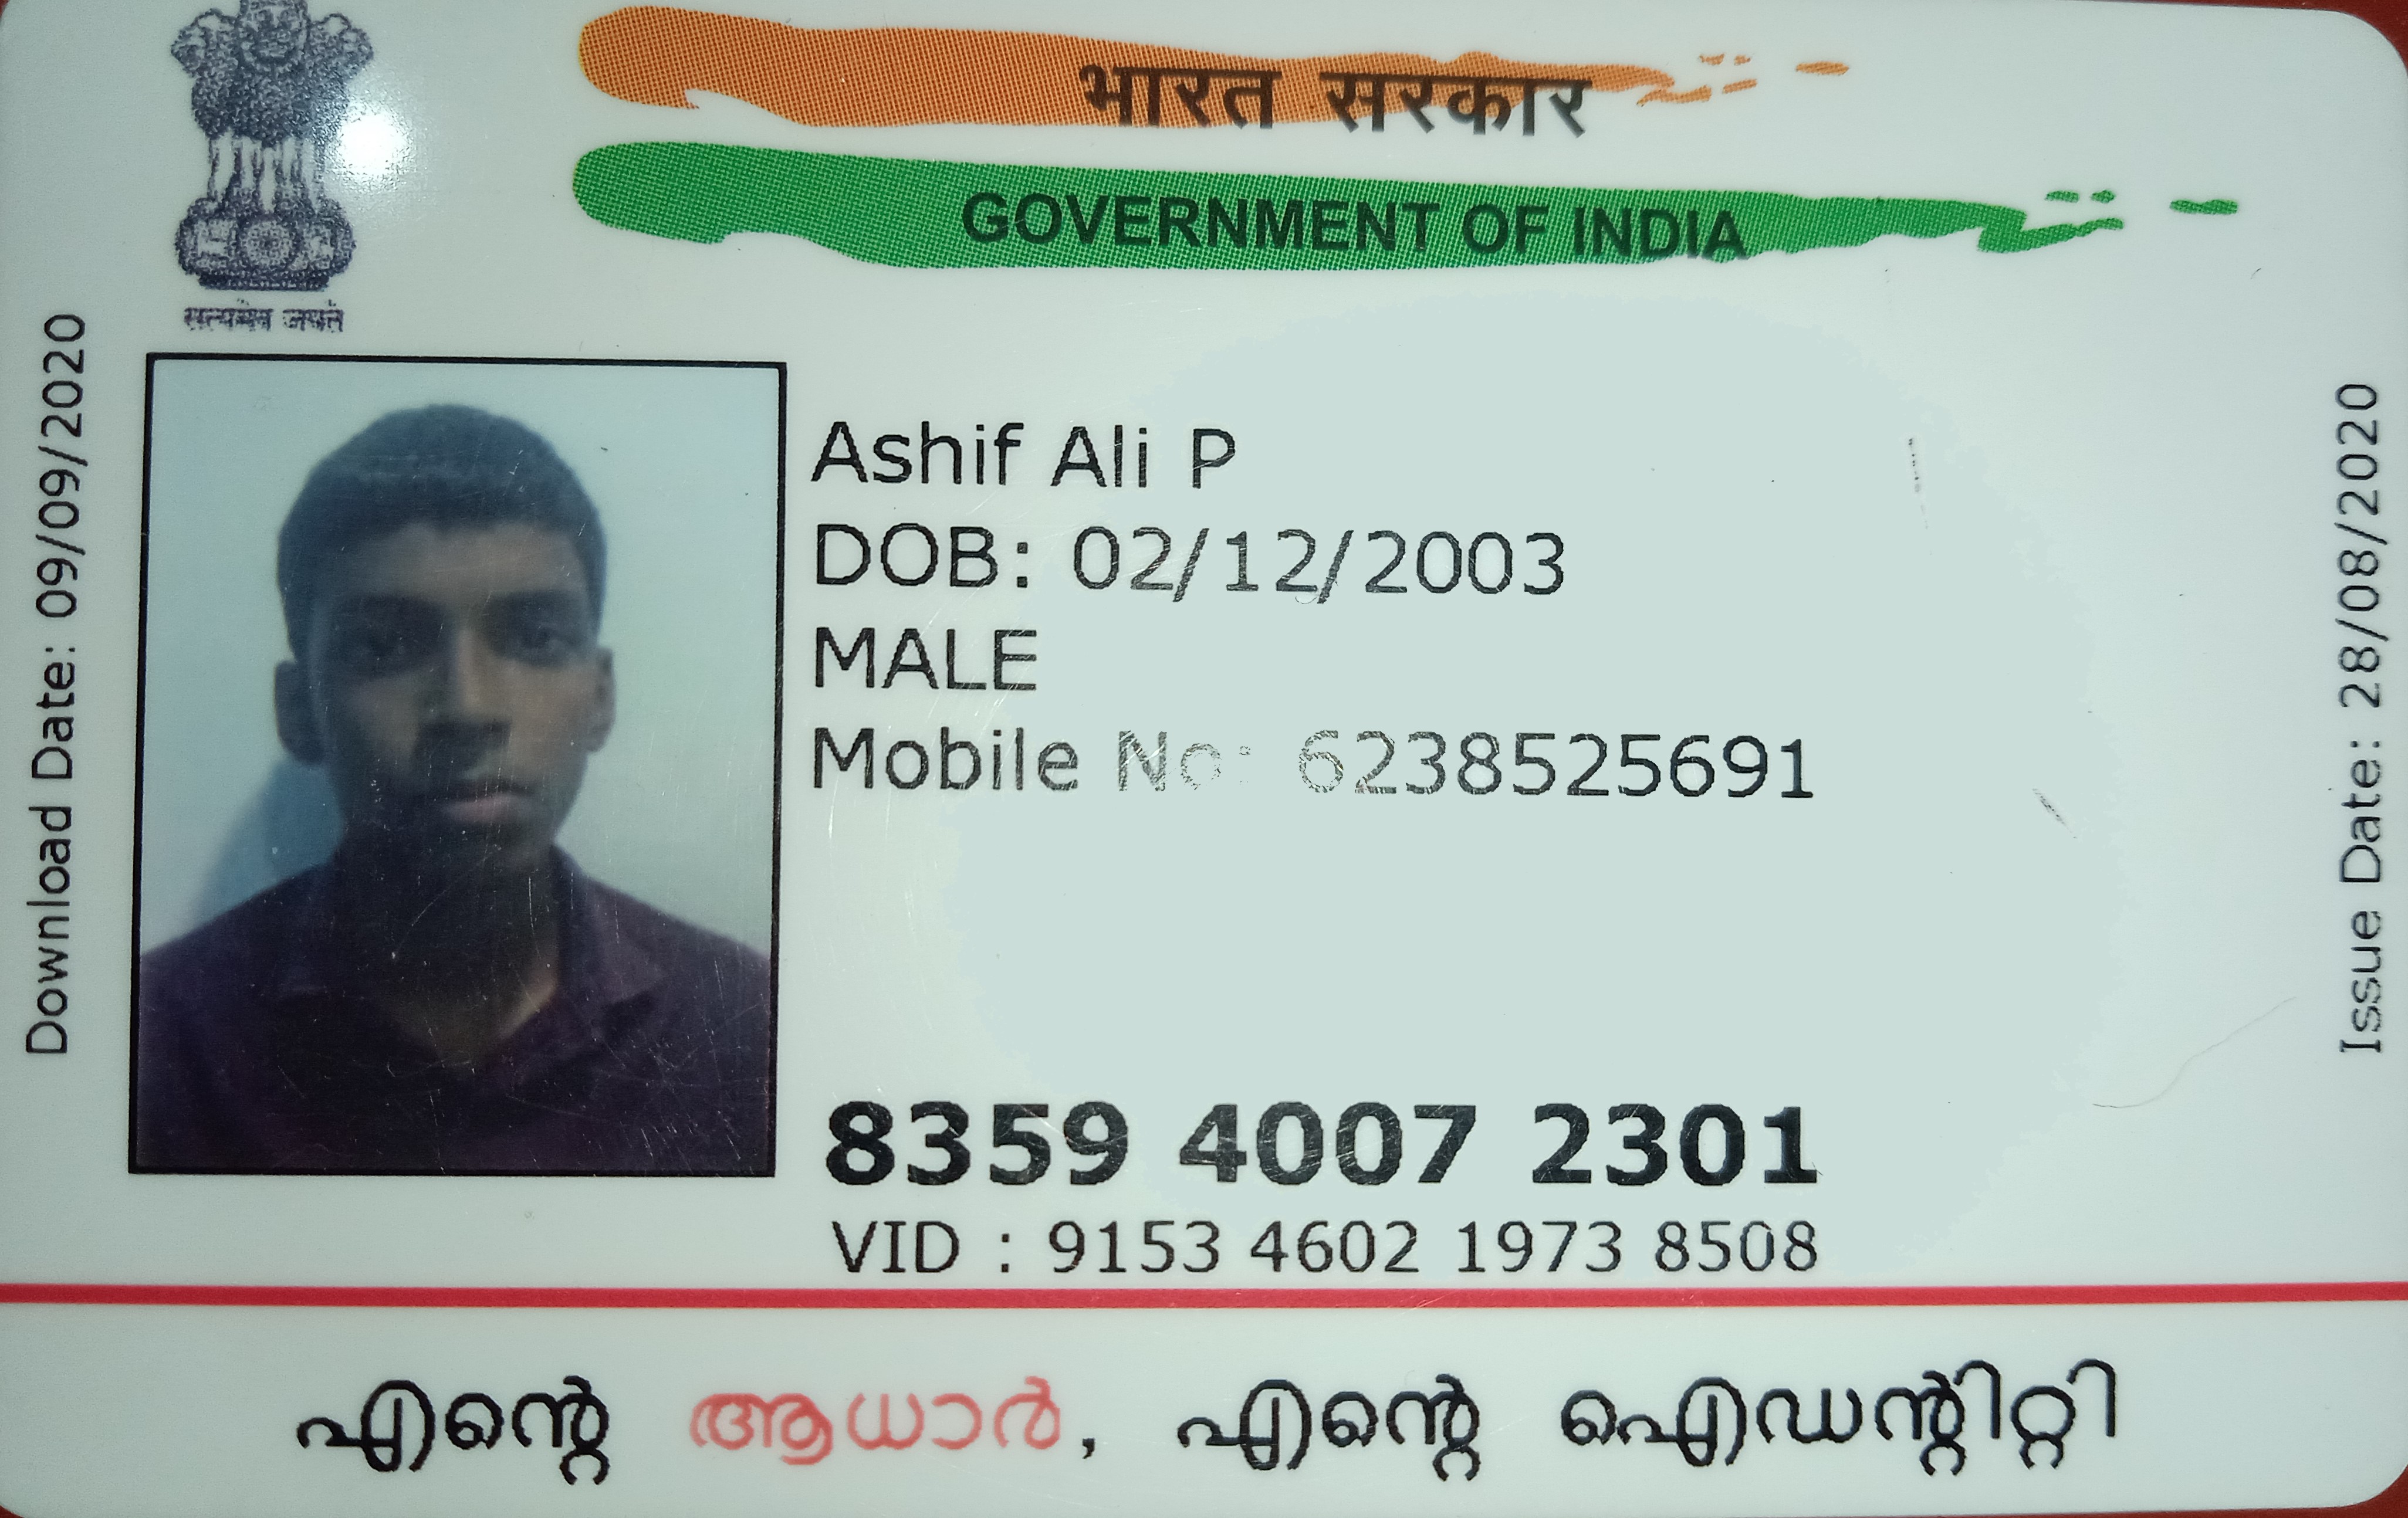 भारत सरकार
GOVERNMENT OF INDIA
सत्यमेव जयते
Download Date: 09/09/2020
Ashif Ali P
DOB: 02/12/2003
MALE
Mobile No: 6238525691
Issue Date: 28/08/2020
8359 4007 2301
VID : 9153 4602 1973 8508
എന്റെ ആധാർ, എന്റെ ഐഡന്റിറ്റി